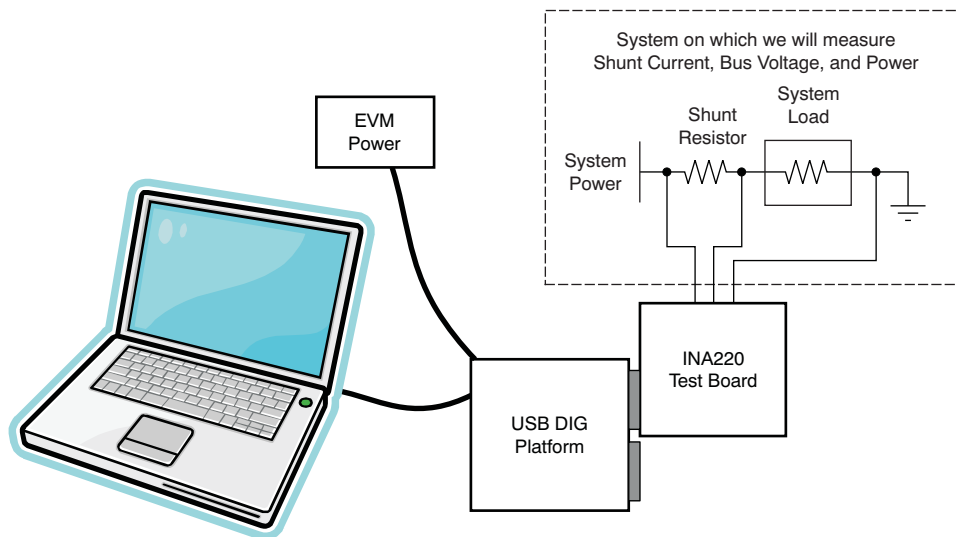 System on which we will measure
Shunt Current, Bus Voltage, and Power
EVM
Power
System
Load
Shunt
Resistor
System
Power
INA220
Test Board
USB DIG
Platform